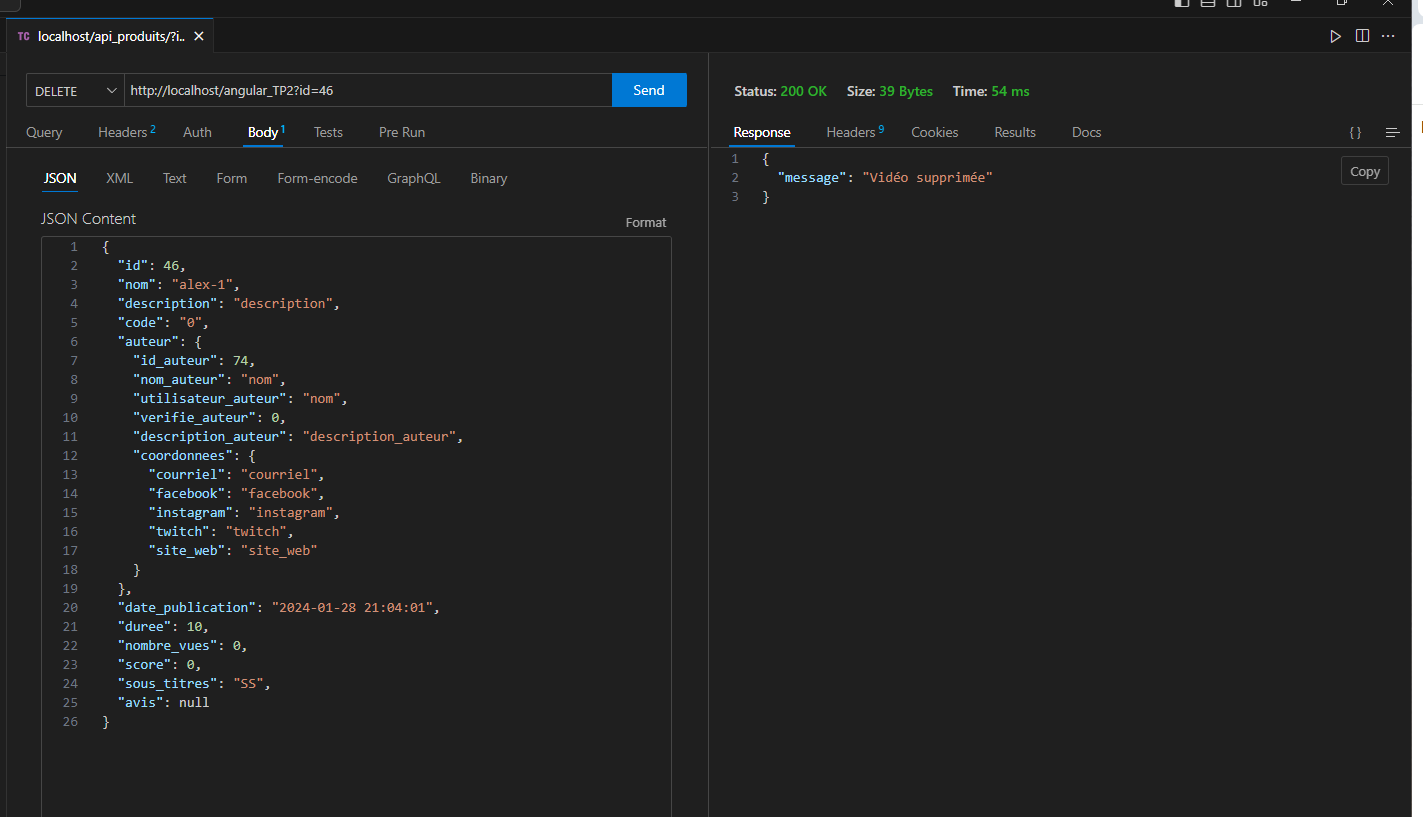 TC localhost/api_produits/?i..
DELETE http://localhost/angular_TP2?id=46 Send
Query Headers 2 Auth Body 1 Tests Pre Run
JSON XML Text Form Form-encode GraphQL Binary
JSON Content
Format
1 {
2 "id": 46,
3 "nom": "alex-1",
4 "description": "description",
5 "code": "0",
6 "auteur": {
7 "id_auteur": 74,
8 "nom_auteur": "nom",
9 "utilisateur_auteur": "nom",
10 "verifie_auteur": 0,
11 "description_auteur": "description_auteur",
12 "coordonnees": {
13 "courriel": "courriel",
14 "facebook": "facebook",
15 "instagram": "instagram",
16 "twitch": "twitch",
17 "site_web": "site_web"
18 }
19 },
20 "date_publication": "2024-01-28 21:04:01",
21 "duree": 10,
22 "nombre_vues": 0,
23 "score": 0,
24 "sous_titres": "SS",
25 "avis": null
26 }
Status: 200 OK Size: 39 Bytes Time: 54 ms
Response Headers 9 Cookies Results Docs { }
1 {
2 "message": "Vidéo supprimée"
3 }
Copy